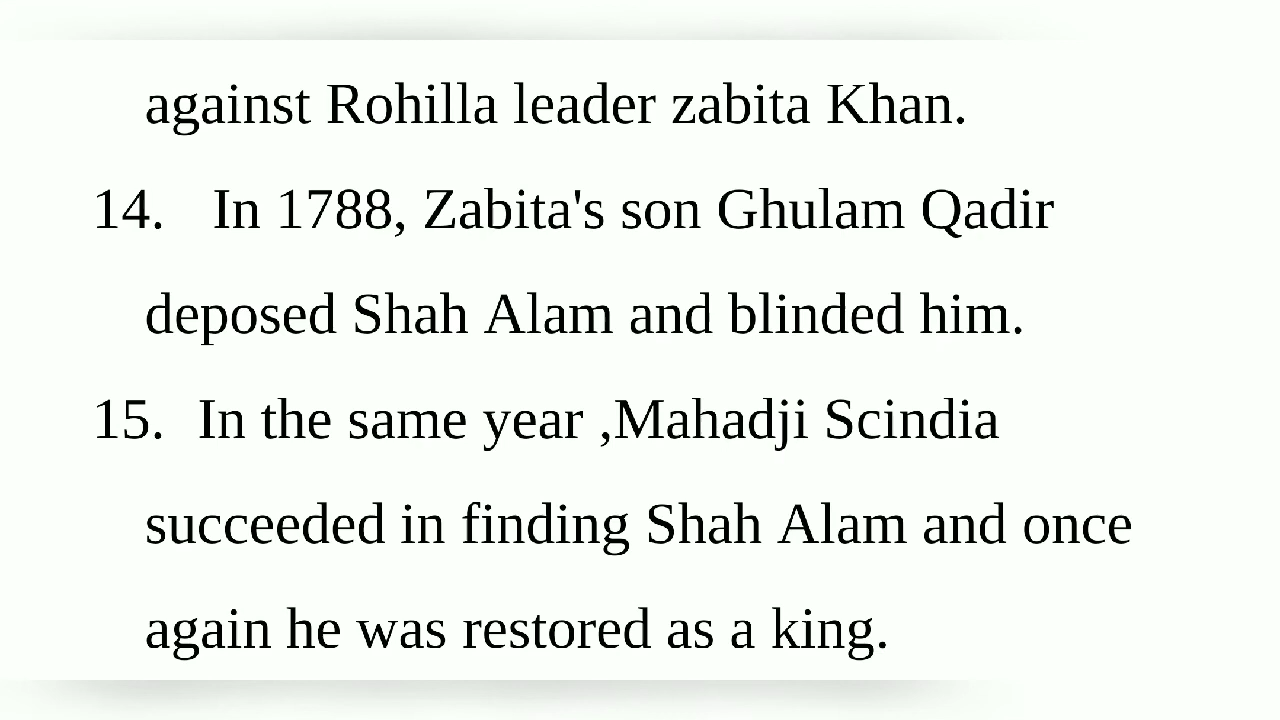 against Rohilla leader zabita Khan.
14. In 1788, Zabita's son Ghulam Qadir
deposed Shah Alam and blinded him.
15. In the same year ,Mahadji Scindia
succeeded in finding Shah Alam and once
again he was restored as a king.